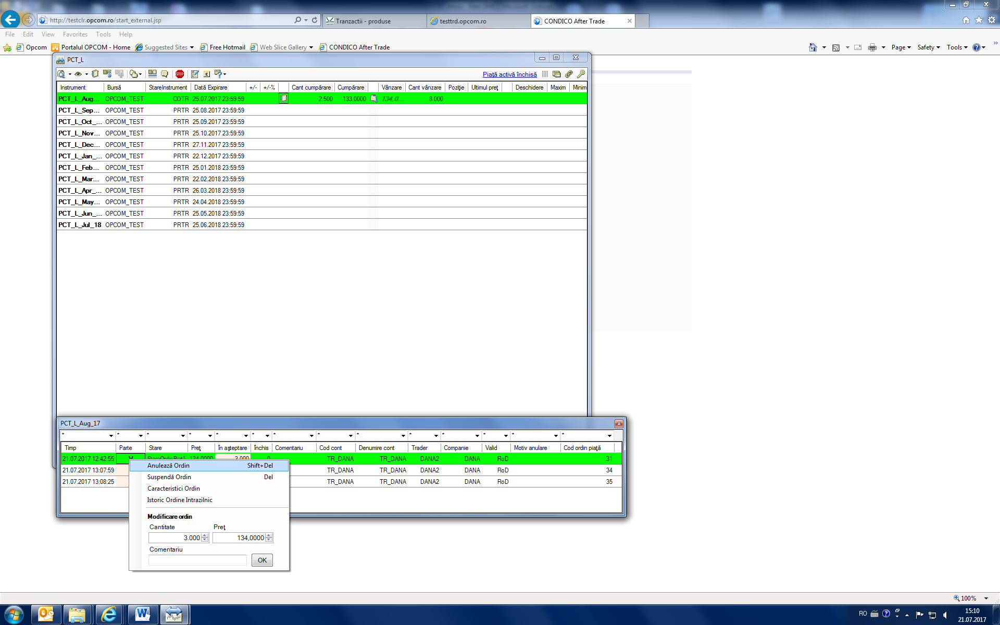 http://testclr.opcom.ro/start_external.jsp
Tranzactii - produse
testtrd.opcom.ro
CONDICO After Trade
File Edit View Favorites Tools Help
Opcom Portalul OPCOM - Home Suggested Sites Free Hotmail Web Slice Gallery CONDICO After Trade
Page Safety Tools
PCT_L
STOP
Piaţă activă închisă
Instrument Bursă StareInstrument Dată Expirare +/- +/-% Cant cumpărare Cumpărare Vânzare Cant vânzare Poziţie Ultimul preţ Deschidere Maxim Minim
PCT_L_Aug... OPCOM_TEST COTR 25.07.2017 23:59:59 2.500 133,0000 134,0... 8.000
PCT_L_Sep... OPCOM_TEST PRTR 25.08.2017 23:59:59
PCT_L_Oct_... OPCOM_TEST PRTR 25.09.2017 23:59:59
PCT_L_Nov... OPCOM_TEST PRTR 25.10.2017 23:59:59
PCT_L_Dec... OPCOM_TEST PRTR 27.11.2017 23:59:59
PCT_L_Jan_... OPCOM_TEST PRTR 22.12.2017 23:59:59
PCT_L_Feb... OPCOM_TEST PRTR 25.01.2018 23:59:59
PCT_L_Mar... OPCOM_TEST PRTR 22.02.2018 23:59:59
PCT_L_Apr_... OPCOM_TEST PRTR 26.03.2018 23:59:59
PCT_L_May... OPCOM_TEST PRTR 24.04.2018 23:59:59
PCT_L_Jun_... OPCOM_TEST PRTR 25.05.2018 23:59:59
PCT_L_Jul_18 OPCOM_TEST PRTR 25.06.2018 23:59:59
PCT_L_Aug_17
* * * * * * * * * * * * * *
Timp Parte Stare Preţ În aşteptare Închis Comentariu Cod cont Denumire cont Trader Companie Valid Motiv anulare Cod ordin piaţă
21.07.2017 12:42:55 V StareOrdinPiaţă 134,0000 3.000 0 TR_DANA TR_DANA DANA2 DANA RoD 31
21.07.2017 13:07:59 TR_DANA TR_DANA DANA2 DANA RoD 34
21.07.2017 13:08:25 TR_DANA TR_DANA DANA2 DANA RoD 35
Anulează Ordin Shift+Del
Suspendă Ordin Del
Caracteristici Ordin
Istoric Ordine Intrazilnic
Modificare ordin
Cantitate Preţ
3.000 134,0000
Comentariu
OK
100%
RO
15:10
21.07.2017